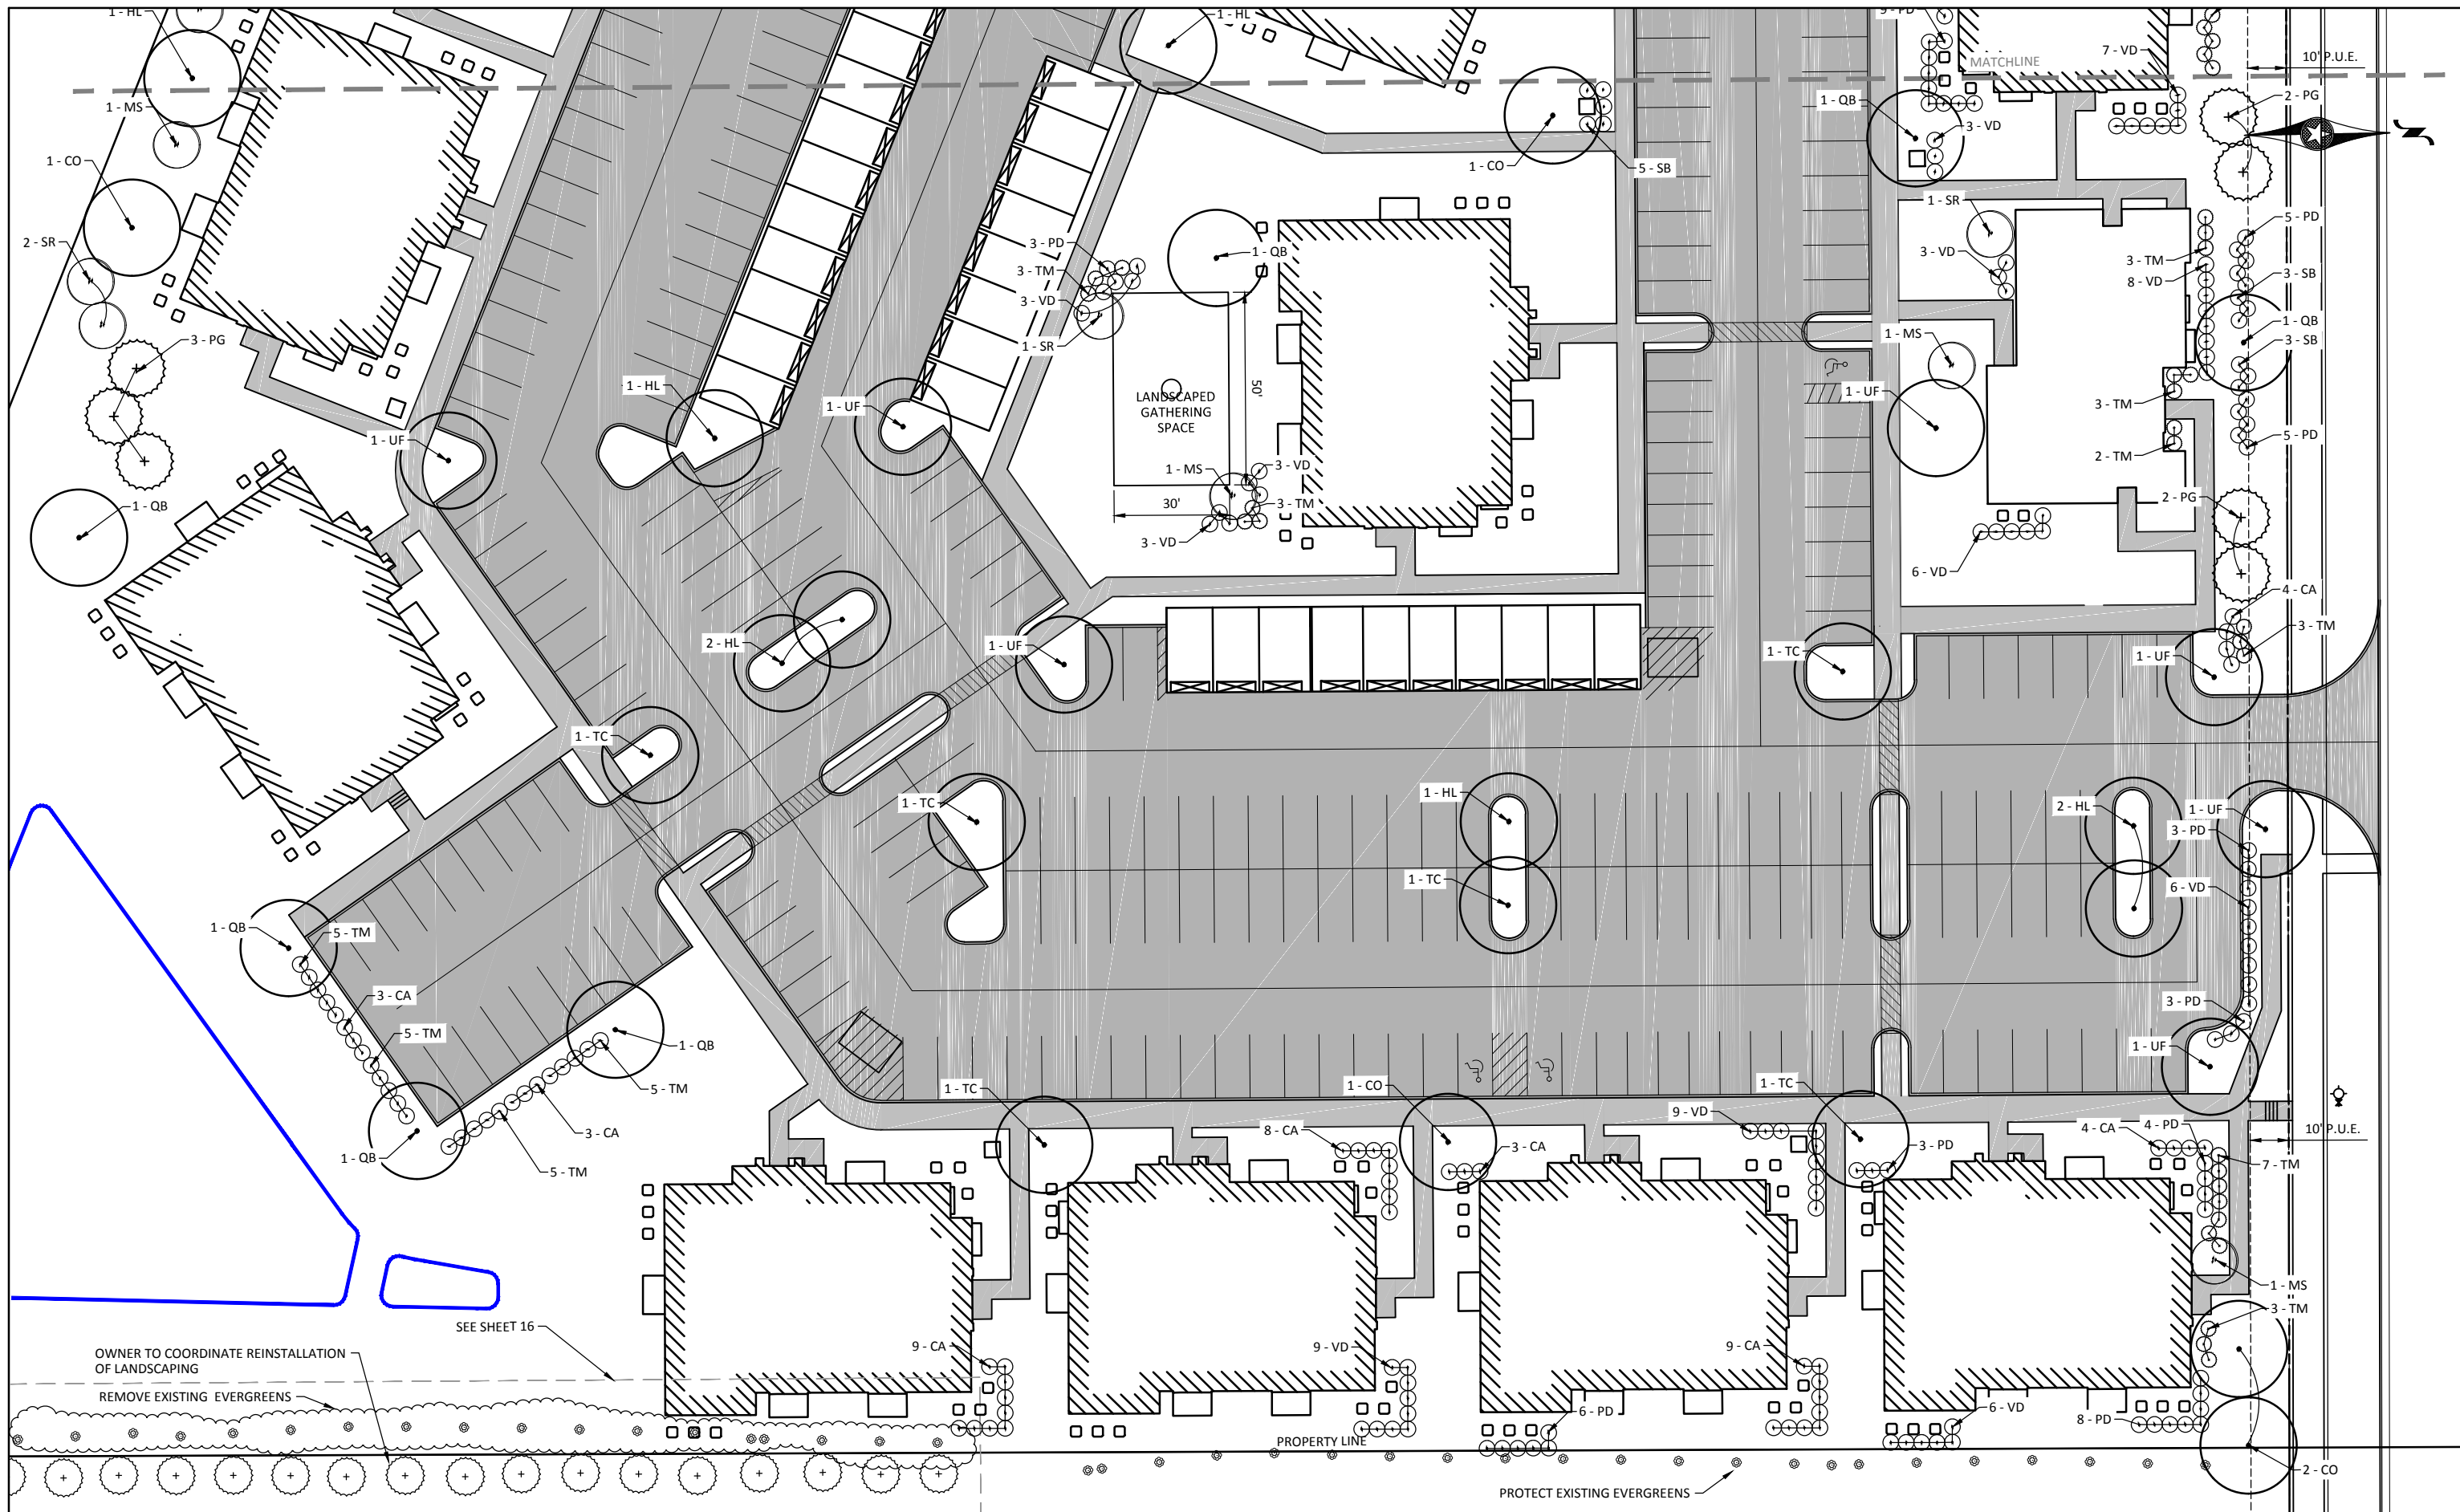 1 - HL
1 - HL
9 - PD
7 - VD
10' P.U.E.
MATCHLINE
1 - MS
2 - PG
1 - QB
3 - VD
1 - CO
1 - CO
5 - SB
1 - SR
5 - PD
2 - SR
3 - PD
1 - QB
3 - VD
3 - TM
3 - TM
8 - VD
3 - SB
3 - VD
1 - QB
3 - PG
1 - SR
1 - MS
3 - SB
1 - HL
50'
1 - UF
LANDSCAPED
GATHERING
SPACE
1 - UF
3 - TM
1 - UF
5 - PD
2 - TM
1 - MS
3 - VD
1 - QB
30'
3 - TM
2 - PG
3 - VD
6 - VD
4 - CA
3 - TM
2 - HL
1 - UF
1 - TC
1 - UF
1 - TC
1 - TC
1 - HL
2 - HL
1 - UF
3 - PD
1 - TC
6 - VD
1 - QB
5 - TM
3 - CA
5 - TM
3 - PD
1 - QB
1 - UF
5 - TM
1 - TC
1 - CO
1 - TC
9 - VD
3 - CA
8 - CA
4 - CA
4 - PD
10' P.U.E.
1 - QB
5 - TM
3 - CA
3 - PD
7 - TM
1 - MS
3 - TM
SEE SHEET 16
OWNER TO COORDINATE REINSTALLATION
OF LANDSCAPING
9 - CA
9 - VD
9 - CA
REMOVE EXISTING EVERGREENS
6 - PD
6 - VD
8 - PD
PROPERTY LINE
2 - CO
PROTECT EXISTING EVERGREENS